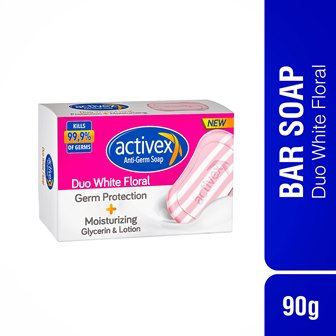 KILLS
99,9%
OF GERMS
activex
Anti-Germ Soap
NEW
Duo White Floral
Germ Protection
+
Moisturizing
Glycerin & Lotion
activex
BAR SOAP
Duo White Floral
90g